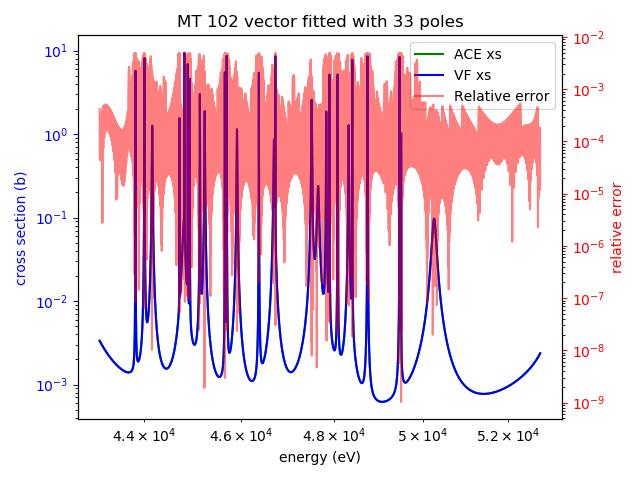 MT 102 vector fitted with 33 poles
ACE xs
VF xs
Relative error
cross section (b)
10¹
10⁰
10⁻¹
10⁻²
10⁻³
relative error
10⁻²
10⁻³
10⁻⁴
10⁻⁵
10⁻⁶
10⁻⁷
10⁻⁸
10⁻⁹
4.4 × 10⁴ 4.6 × 10⁴ 4.8 × 10⁴ 5 × 10⁴ 5.2 × 10⁴
energy (eV)